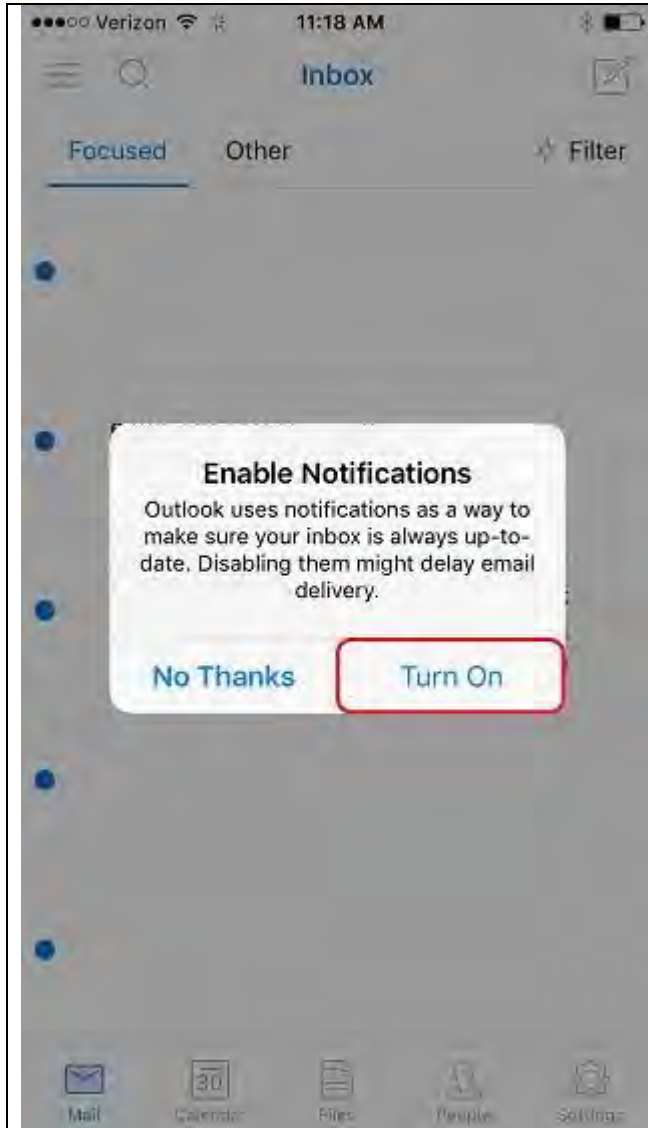 Verizon 11:18 AM
Inbox
Focused Other Filter
Enable Notifications
Outlook uses notifications as a way to
make sure your inbox is always up-to-
date. Disabling them might delay email
delivery.
No Thanks Turn On
30
Mail Calendar Files People Settings